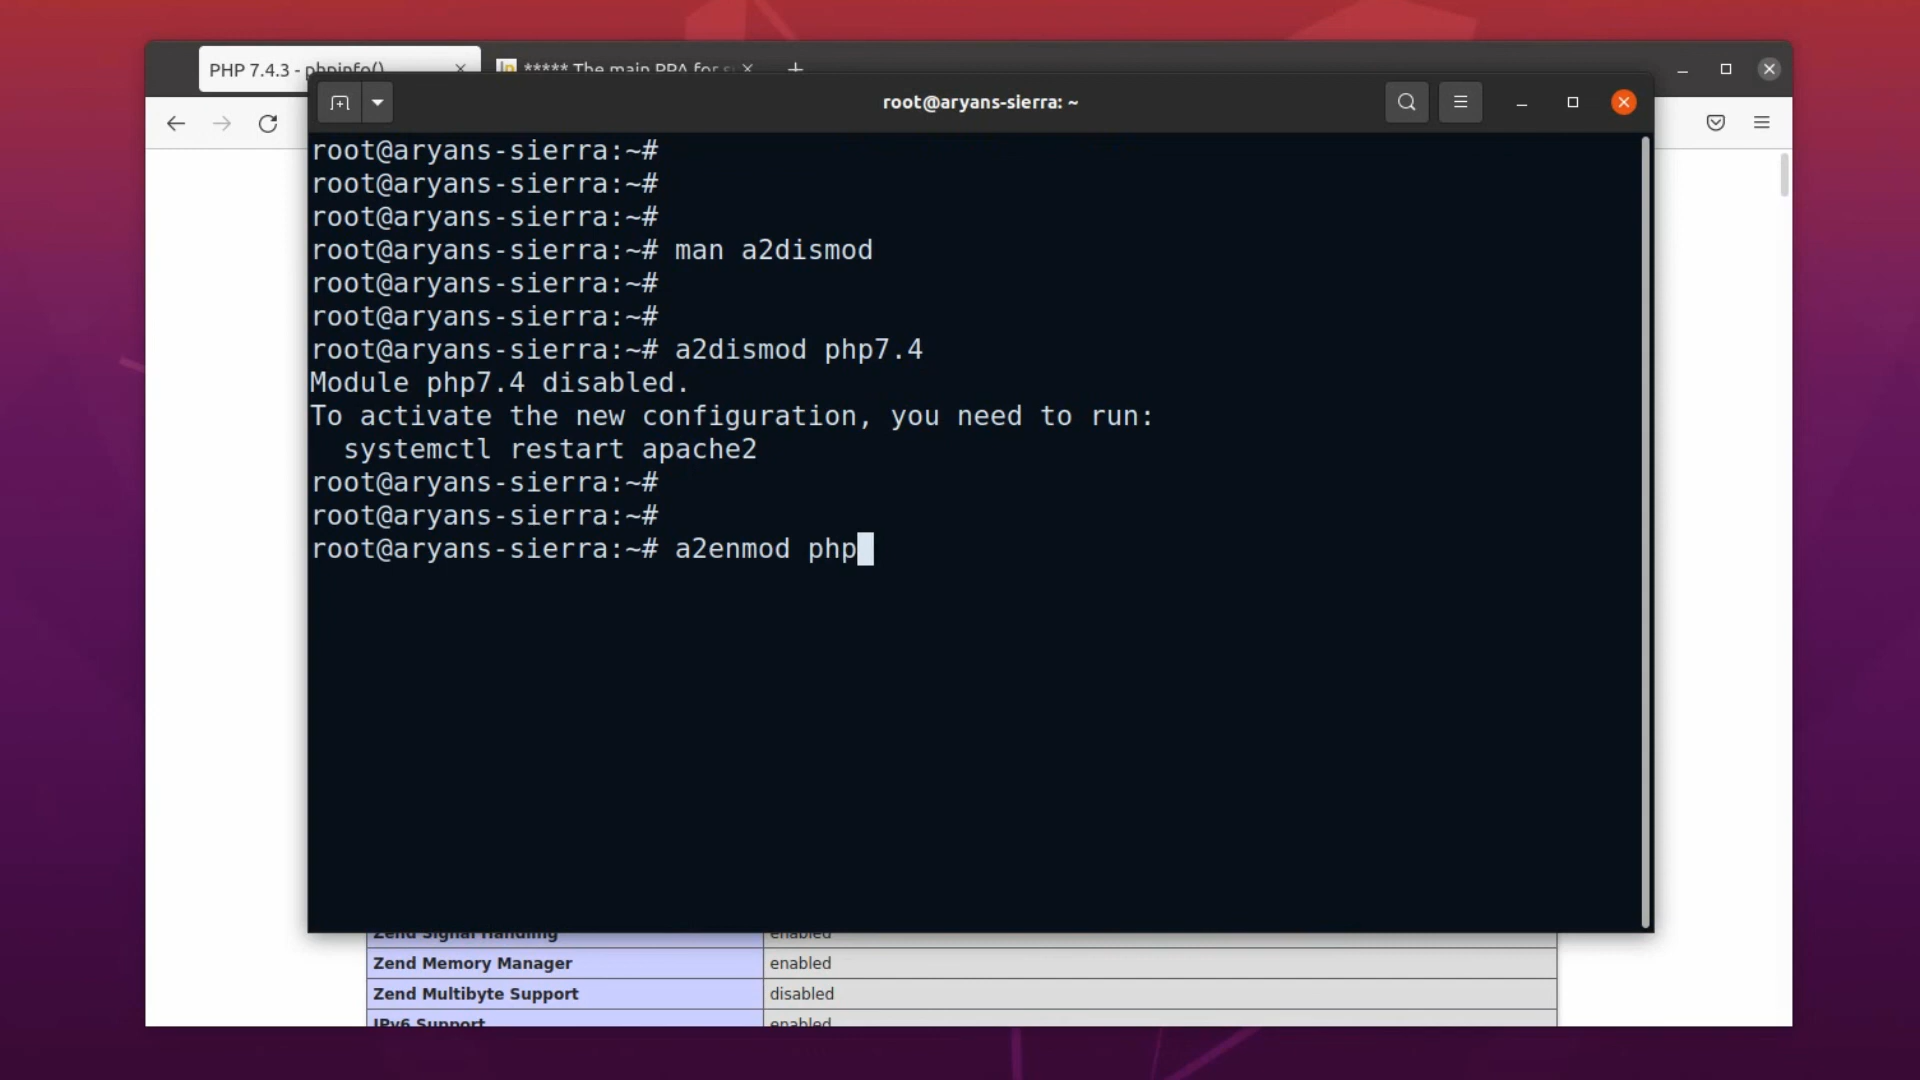 PHP 7.4.3 - phpinfo()
***** The main PPA for
root@aryans-sierra: ~
root@aryans-sierra:~#
root@aryans-sierra:~#
root@aryans-sierra:~#
root@aryans-sierra:~# man a2dismod
root@aryans-sierra:~#
root@aryans-sierra:~#
root@aryans-sierra:~# a2dismod php7.4
Module php7.4 disabled.
To activate the new configuration, you need to run:
systemctl restart apache2
root@aryans-sierra:~#
root@aryans-sierra:~#
root@aryans-sierra:~# a2enmod php
Zend Signal Handling enabled
Zend Memory Manager enabled
Zend Multibyte Support disabled
IPv6 Support enabled